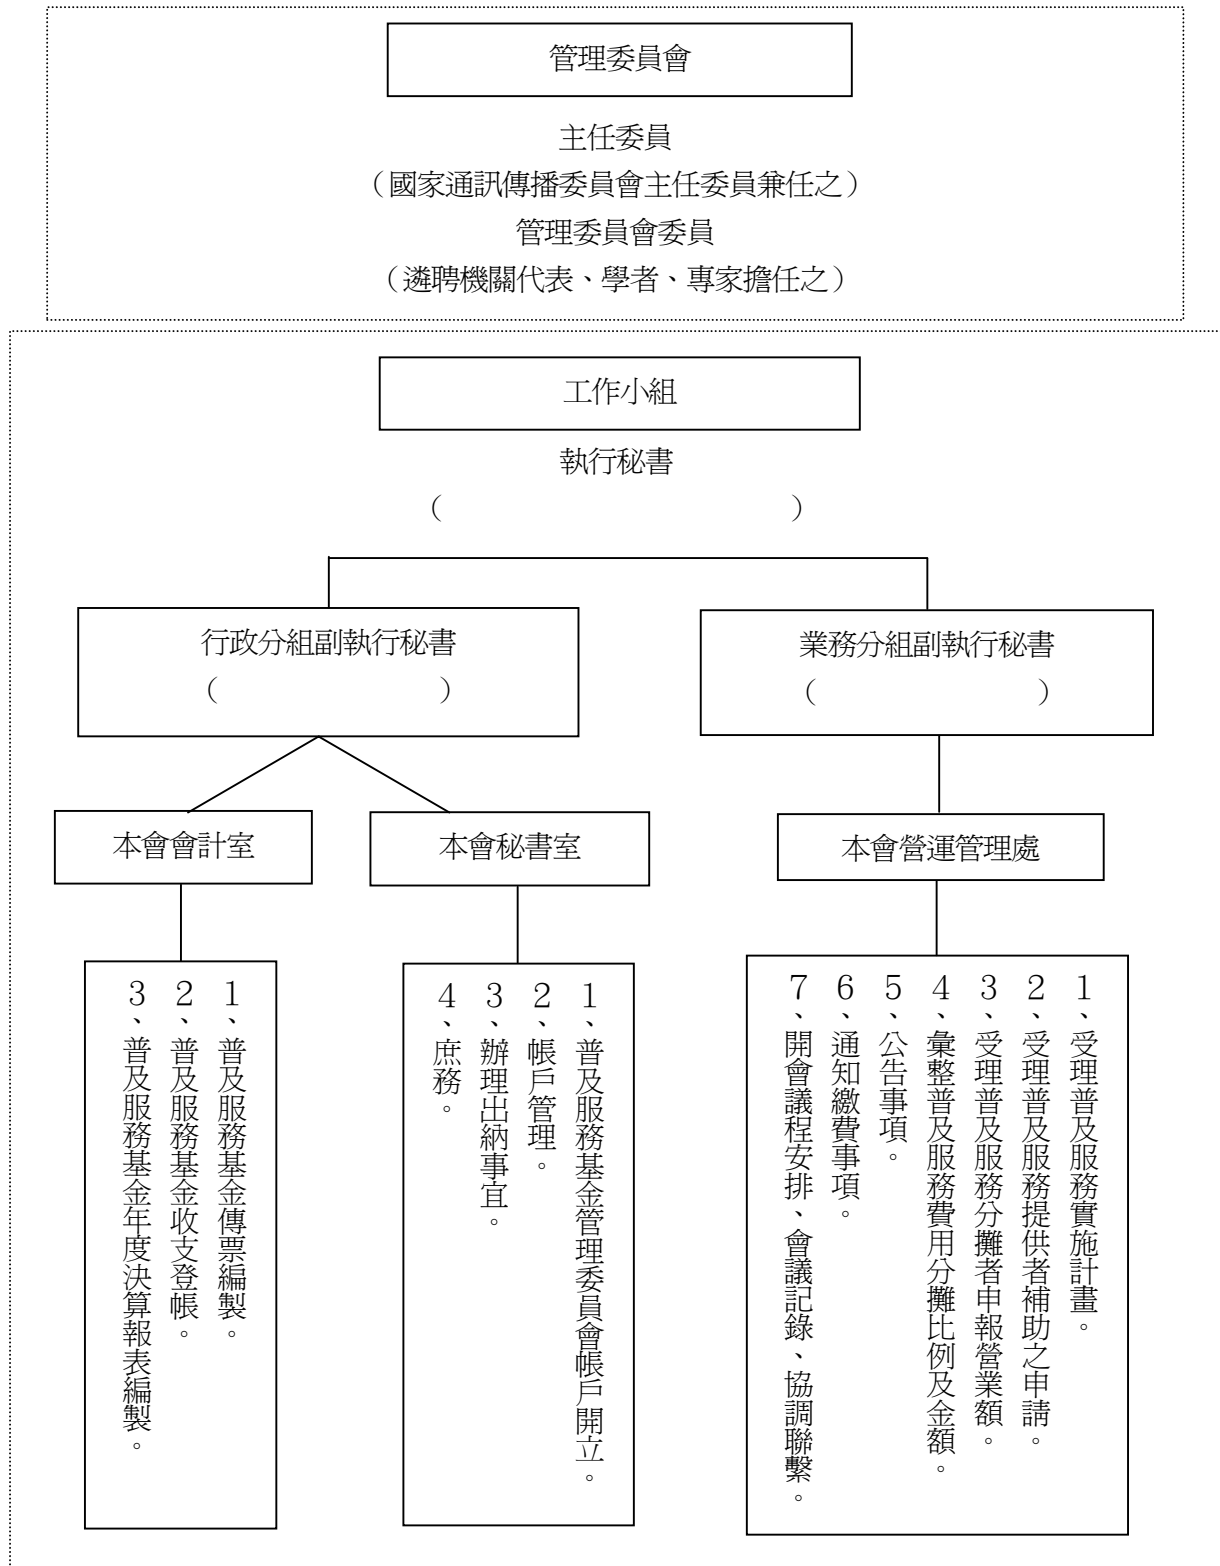 管理委員會
主任委員
（國家通訊傳播委員會主任委員兼任之）
管理委員會委員
（遴聘機關代表、學者、專家擔任之）
工作小組
執行秘書
（　　　　　　　　　　　　　）
行政分組副執行秘書
（　　　　　　　　）
業務分組副執行秘書
（　　　　　　　　）
本會會計室
本會秘書室
本會營運管理處
1、普及服務基金傳票編製。
2、普及服務基金收支登帳。
3、普及服務基金年度決算報表編製。
1、普及服務基金管理委員會帳戶開立。
2、帳戶管理。
3、辦理出納事宜。
4、庶務。
1、受理普及服務實施計畫。
2、受理普及服務提供者補助之申請。
3、受理普及服務分攤者申報營業額。
4、彙整普及服務費用分攤比例及金額。
5、公告事項。
6、通知繳費事項。
7、開會議程安排、會議記錄、協調聯繫。